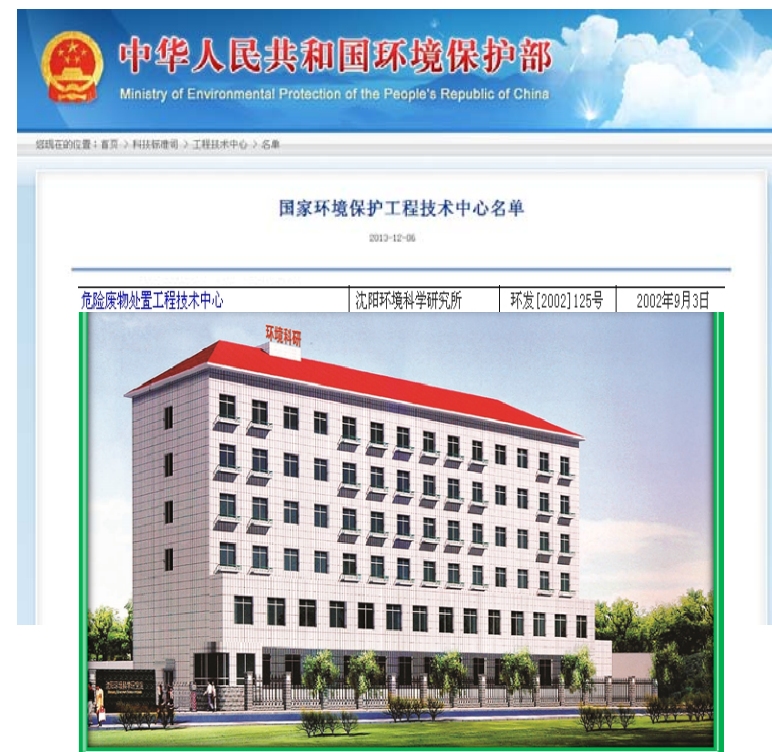 中华人民共和国环境保护部
Ministry of Environmental Protection of the People's Republic of China
您现在的位置：首页 > 科技标准司 > 工程技术中心 > 名单
国家环境保护工程技术中心名单
2013-12-06
危险废物处置工程技术中心 沈阳环境科学研究所 环发[2002]125号 2002年9月3日
环境科研